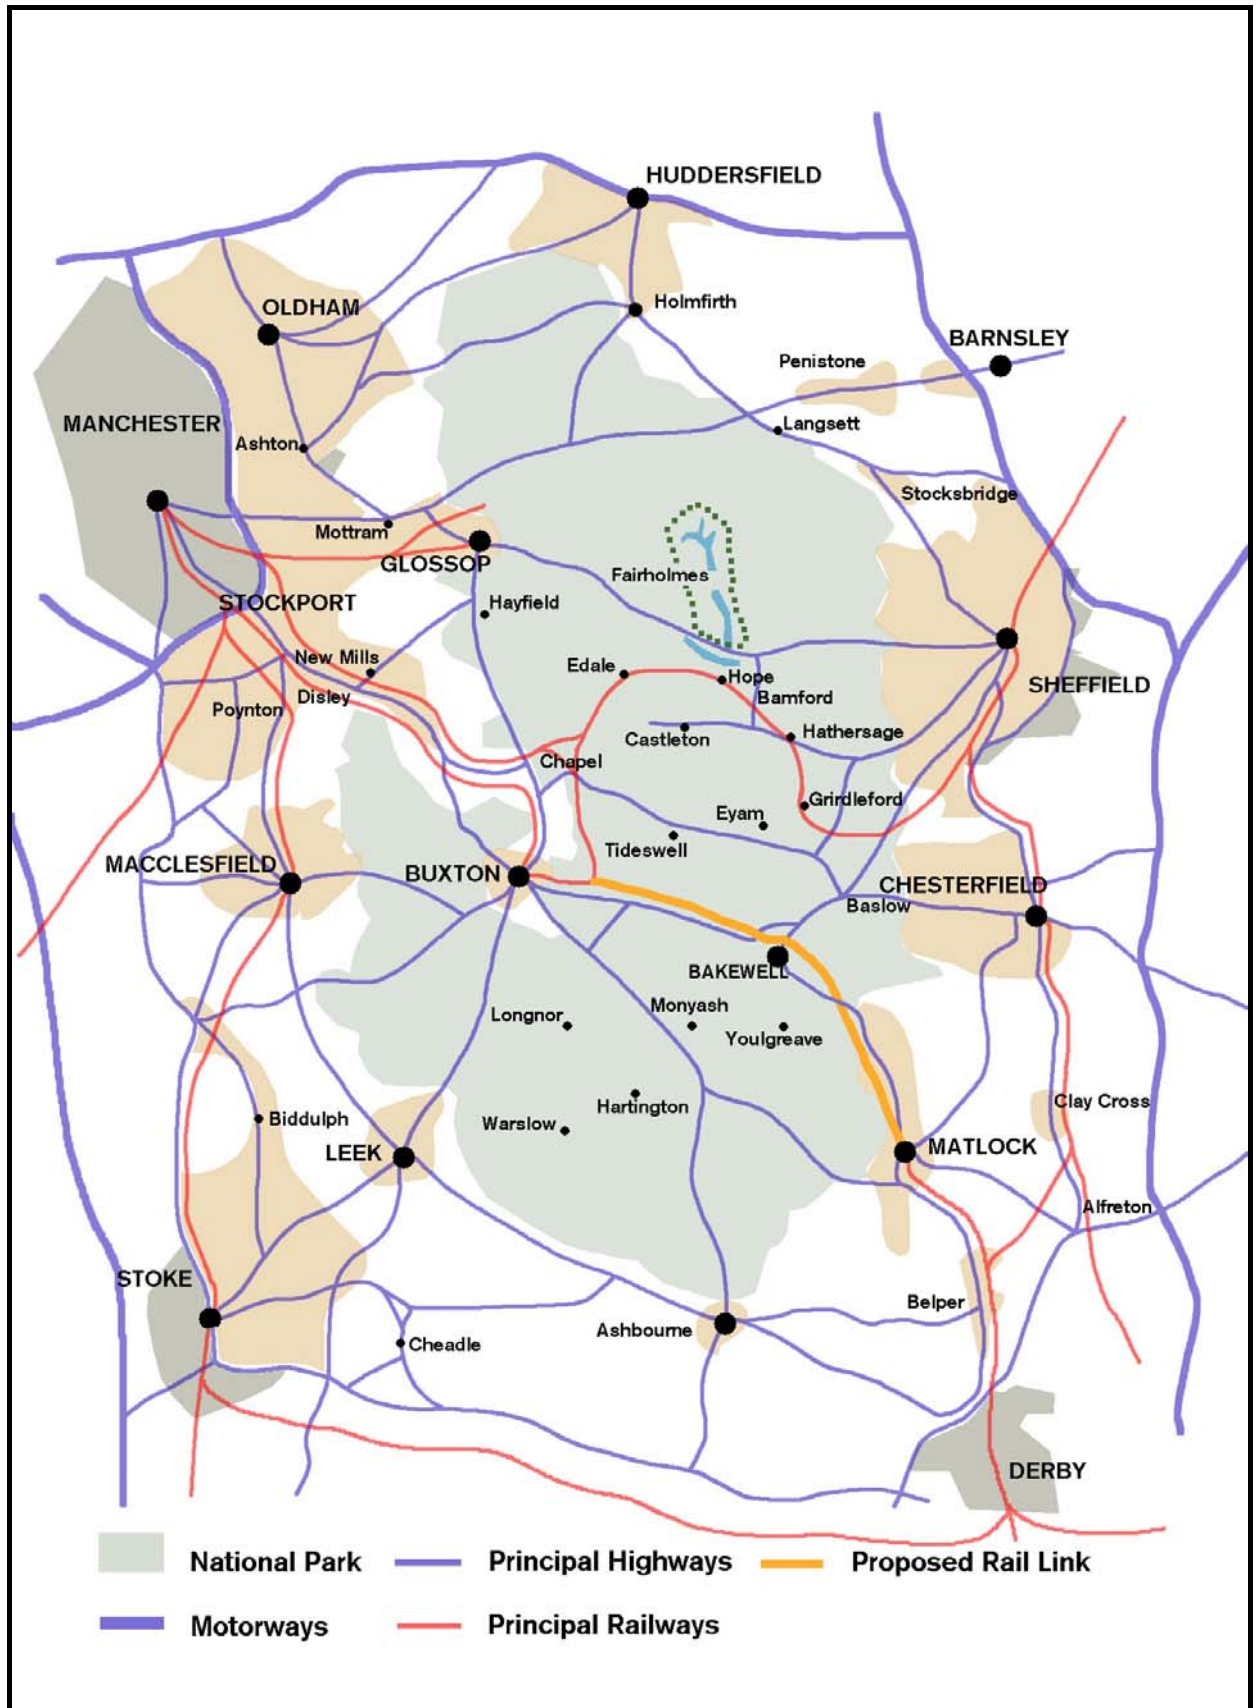 HUDDERSFIELD
Holmfirth
OLDHAM
BARNSLEY
Penistone
MANCHESTER
Langsett
Ashton
Stocksbridge
Mottram
GLOSSOP
Fairholmes
Hayfield
STOCKPORT
New Mills
Edale
Hope
SHEFFIELD
Disley
Bamford
Poynton
Castleton
Hathersage
Chapel
Grirdleford
Eyam
Tideswell
MACCLESFIELD
BUXTON
CHESTERFIELD
Baslow
BAKEWELL
Longnor
Monyash
Youlgreave
Clay Cross
Hartington
Biddulph
Warslow
LEEK
MATLOCK
Alfreton
STOKE
Belper
Ashbourne
Cheadle
DERBY
National Park
Principal Highways
Proposed Rail Link
Motorways
Principal Railways